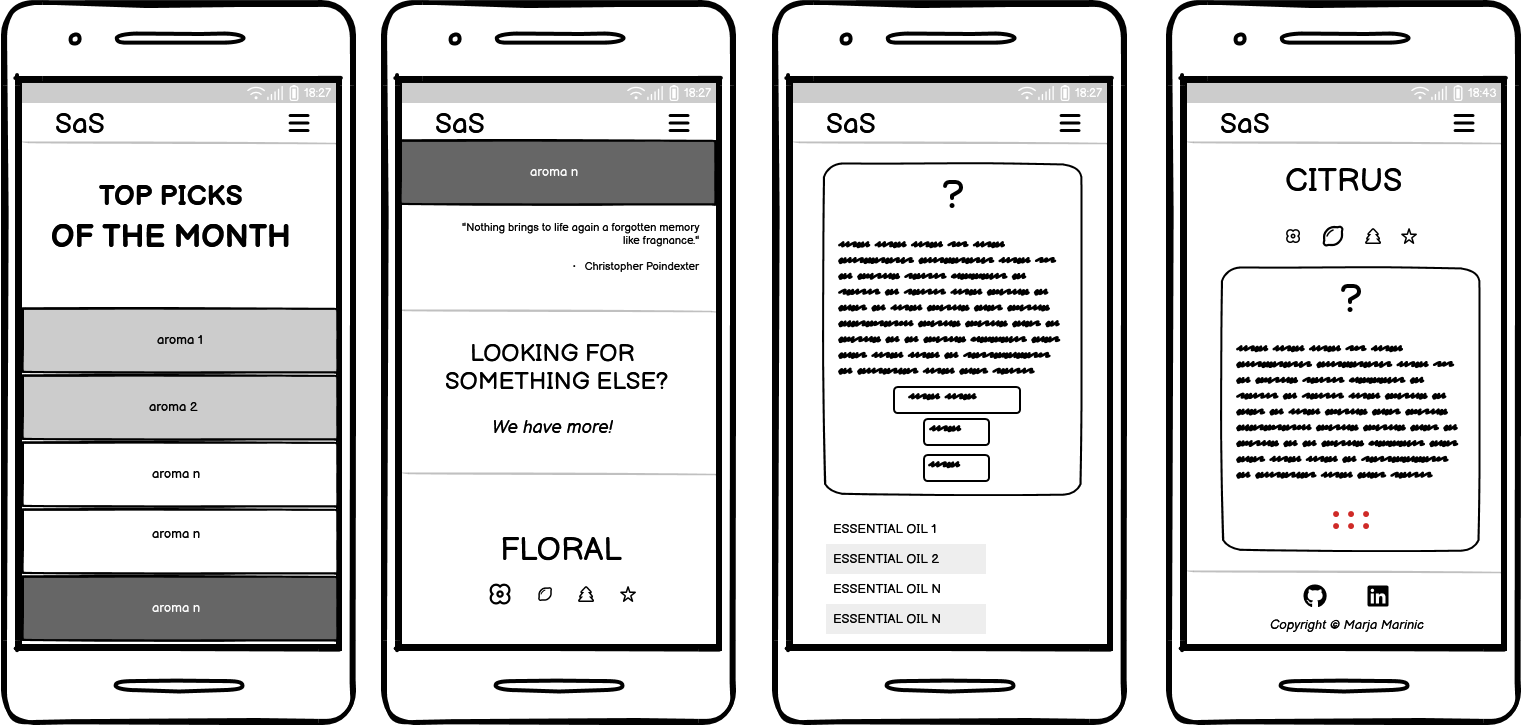 18:27
SaS
TOP PICKS
OF THE MONTH
aroma 1
aroma 2
aroma n
aroma n
aroma n
18:27
SaS
aroma n
"Nothing brings to life again a forgotten memory
like fragnance."
· Christopher Poindexter
LOOKING FOR
SOMETHING ELSE?
We have more!
FLORAL
18:27
SaS
?
ESSENTIAL OIL 1
ESSENTIAL OIL 2
ESSENTIAL OIL N
ESSENTIAL OIL N
18:43
SaS
CITRUS
?
in
Copyright © Marja Marinic